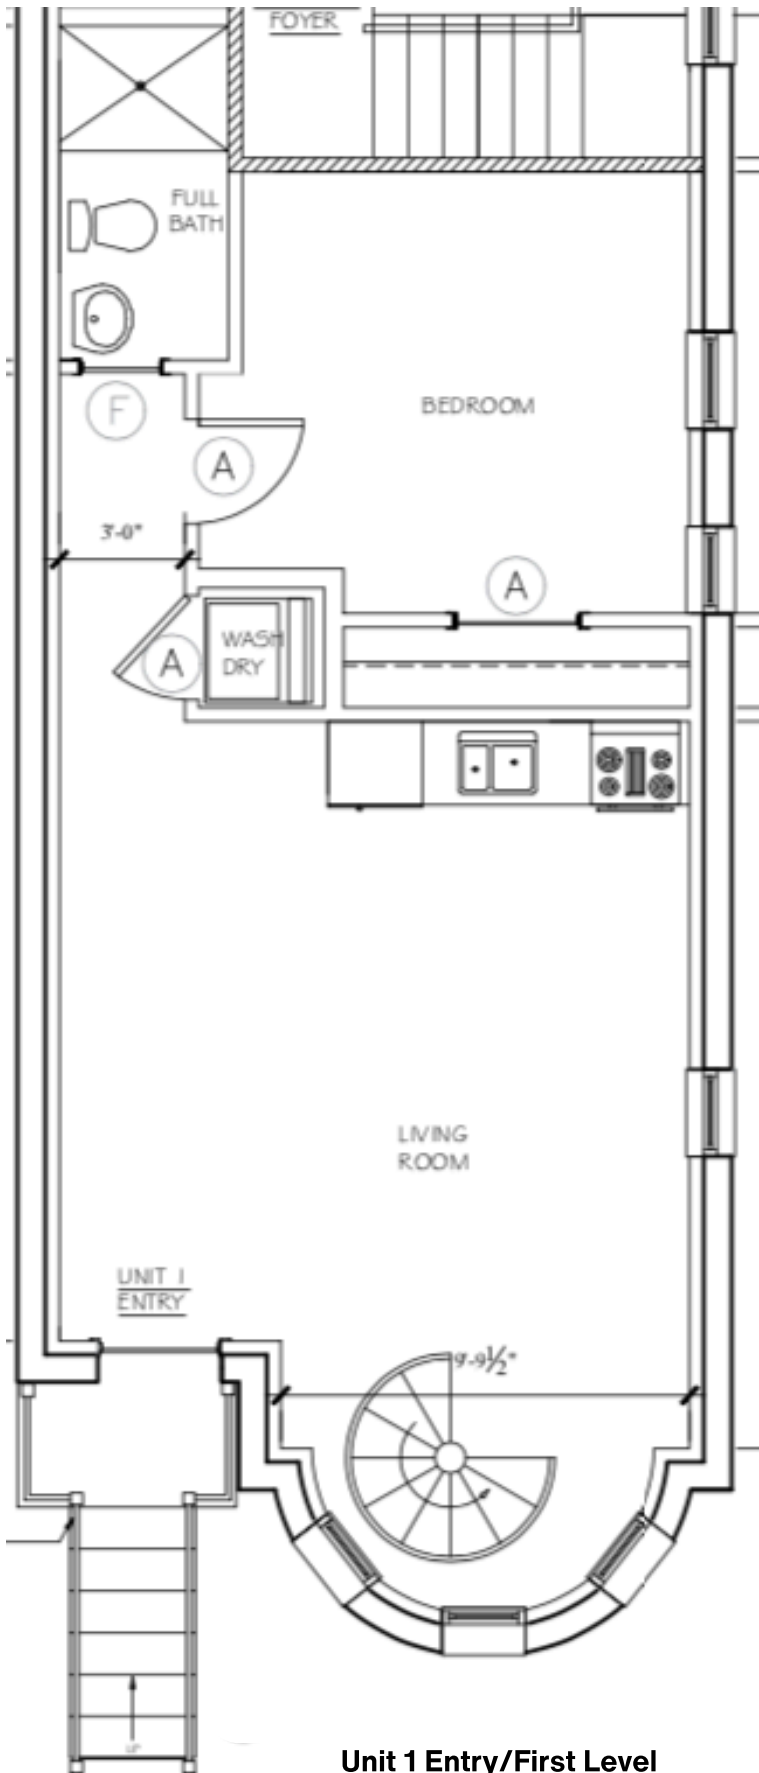 FOYER
FULL
BATH
F
BEDROOM
A
3'-0"
A
WASH
DRY
A
LIVING
ROOM
UNIT 1
ENTRY
9'-9½"
UP
Unit 1 Entry/First Level